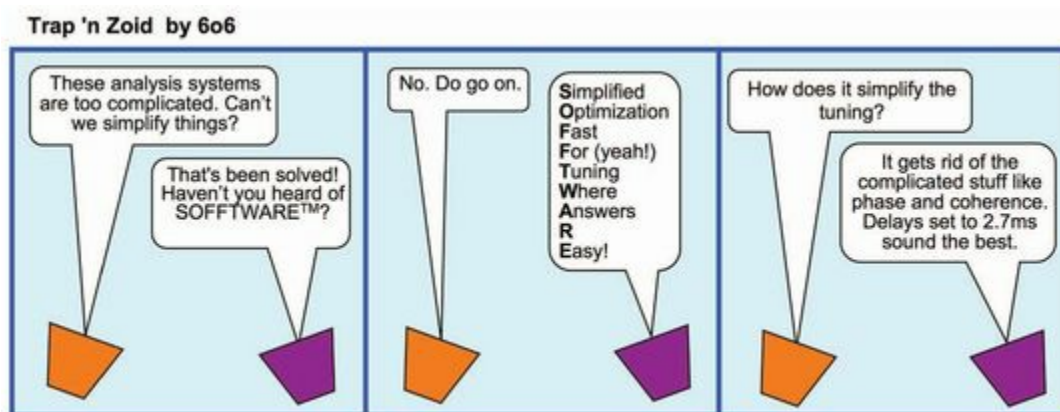 Trap 'n Zoid by 6o6
These analysis systems
are too complicated. Can't
we simplify things?
That's been solved!
Haven't you heard of
SOFFTWARE™?
No. Do go on.
Simplified
Optimization
Fast
For (yeah!)
Tuning
Where
Answers
R
Easy!
How does it simplify the
tuning?
It gets rid of the
complicated stuff like
phase and coherence.
Delays set to 2.7ms
sound the best.